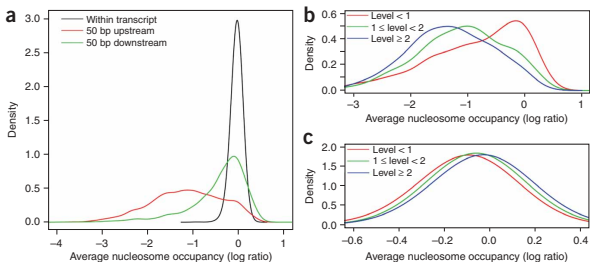 a
Within transcript
50 bp upstream
50 bp downstream
3.0
2.5
2.0
1.5
1.0
0.5
0.0
Density
−4
−3
−2
−1
0
1
Average nucleosome occupancy (log ratio)
b
Level < 1
1 ≤ level < 2
Level ≥ 2
0.6
0.4
0.2
0.0
Density
−3
−2
−1
0
1
Average nucleosome occupancy (log ratio)
c
Level < 1
1 ≤ level < 2
Level ≥ 2
2.0
1.5
1.0
0.5
0.0
Density
−0.6
−0.4
−0.2
0.0
0.2
0.4
Average nucleosome occupancy (log ratio)